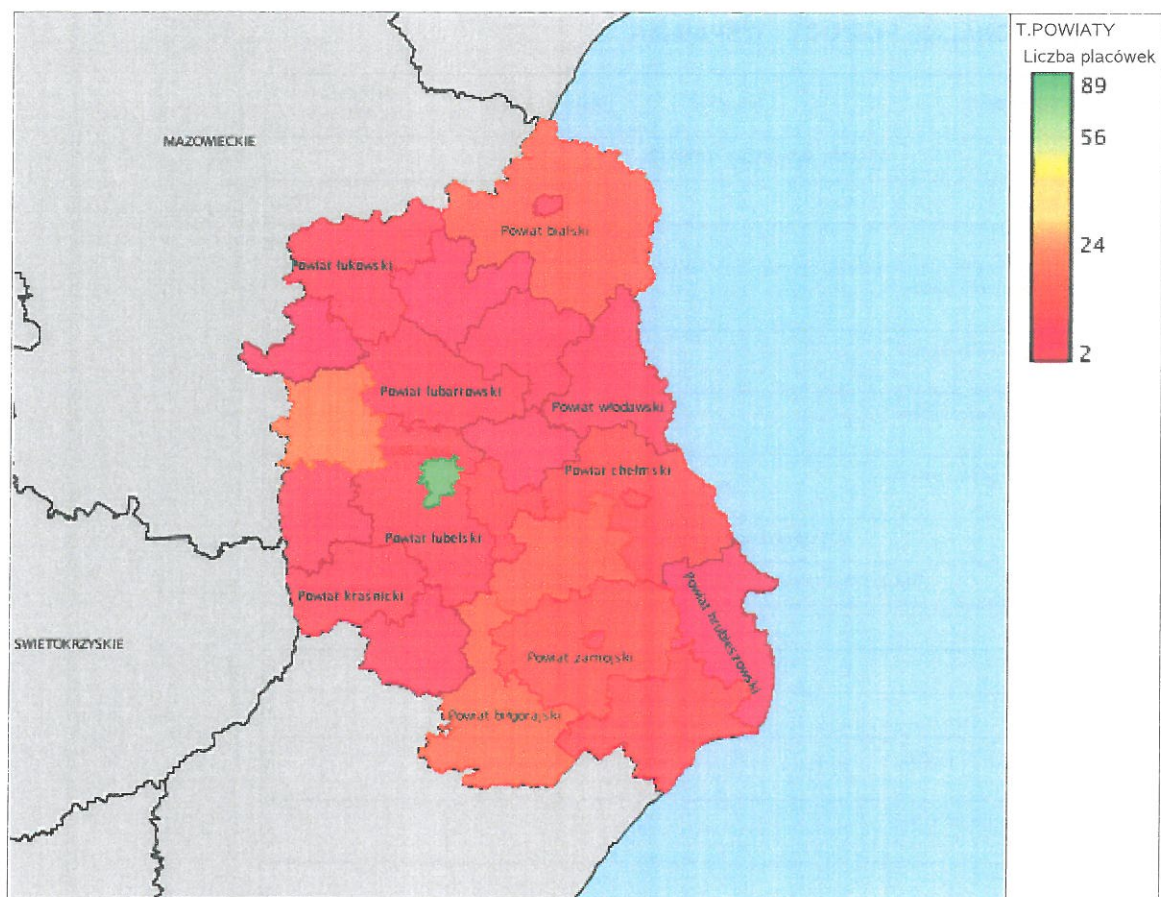 T.POWIATY
Liczba placówek
89
56
24
2
MAZOWIECKIE
Powiat bialski
Powiat łukowski
Powiat lubartowski
Powiat włodawski
Powiat chełmski
Powiat lubelski
Powiat kraśnicki
Powiat hrubieszowski
SWIETOKRZYSKIE
Powiat zamojski
Powiat biłgorajski